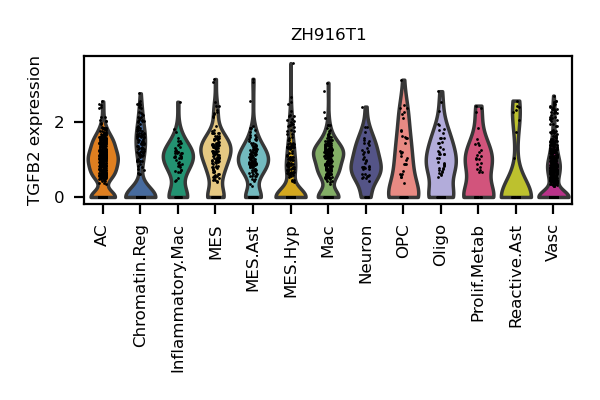 ZH916T1
TGFB2 expression
2
0
AC
Chromatin.Reg
Inflammatory.Mac
MES
MES.Ast
MES.Hyp
Mac
Neuron
OPC
Oligo
Prolif.Metab
Reactive.Ast
Vasc